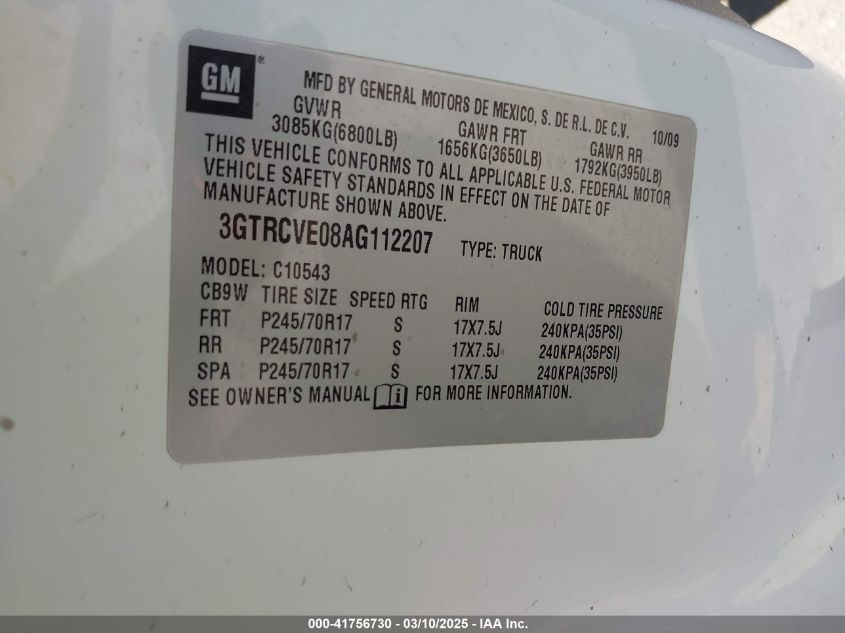 GM ®
MFD BY GENERAL MOTORS DE MEXICO, S. DE R.L. DE C.V. 10/09
GVWR GAWR FRT GAWR RR
3085KG(6800LB) 1656KG(3650LB) 1792KG(3950LB)
THIS VEHICLE CONFORMS TO ALL APPLICABLE U.S. FEDERAL MOTOR
VEHICLE SAFETY STANDARDS IN EFFECT ON THE DATE OF
MANUFACTURE SHOWN ABOVE.
3GTRCVE08AG112207 TYPE: TRUCK
MODEL: C10543
CB9W TIRE SIZE SPEED RTG RIM COLD TIRE PRESSURE
FRT P245/70R17 S 17X7.5J 240KPA(35PSI)
RR P245/70R17 S 17X7.5J 240KPA(35PSI)
SPA P245/70R17 S 17X7.5J 240KPA(35PSI)
SEE OWNER'S MANUAL i FOR MORE INFORMATION.
000-41756730 - 03/10/2025 - IAA Inc.